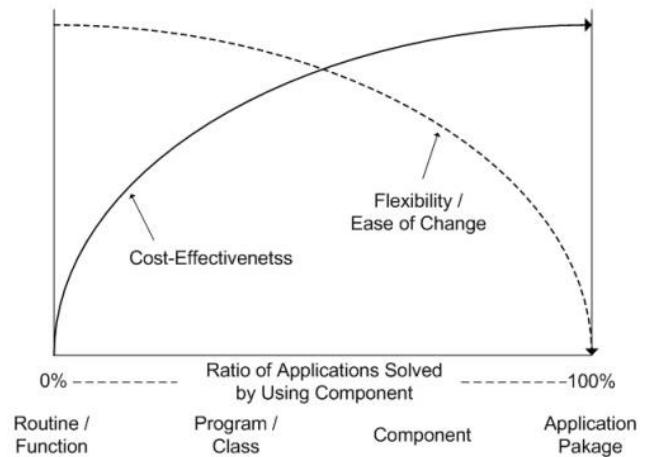 Flexibility /
Ease of Change
Cost-Effectivenetss
0%
Ratio of Applications Solved
by Using Component
100%
Routine /
Function
Program /
Class
Component
Application
Pakage